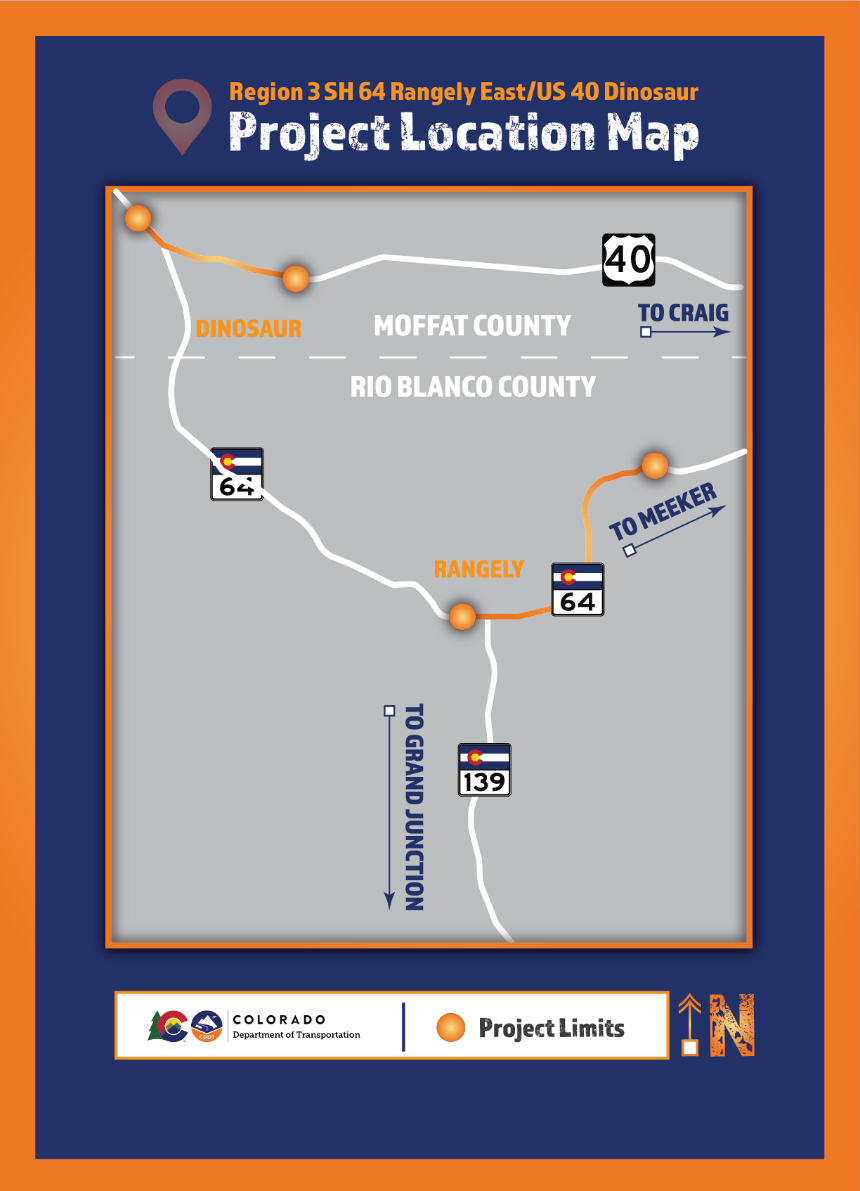 Region 3 SH 64 Rangely East/US 40 Dinosaur
Project Location Map
40
TO CRAIG
DINOSAUR
MOFFAT COUNTY
RIO BLANCO COUNTY
64
TO MEEKER
RANGELY
64
TO GRAND JUNCTION
139
COLORADO
Department of Transportation
CDOT
Project Limits
N